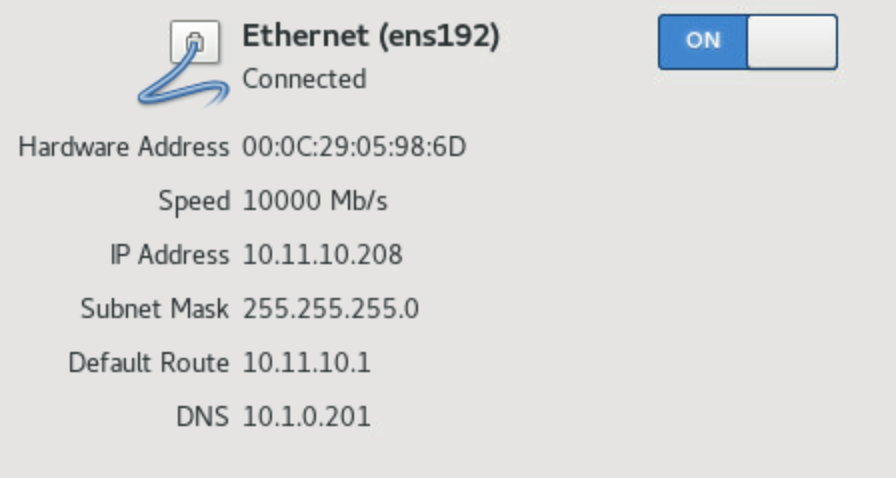 Ethernet (ens192)
ON
Connected
Hardware Address 00:0C:29:05:98:6D
Speed 10000 Mb/s
IP Address 10.11.10.208
Subnet Mask 255.255.255.0
Default Route 10.11.10.1
DNS 10.1.0.201